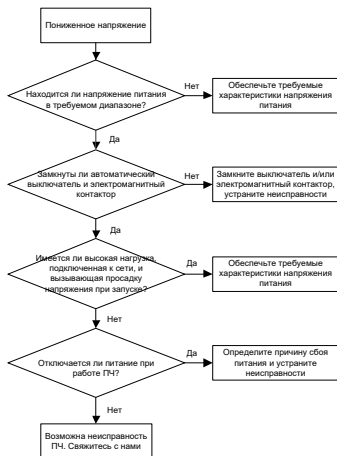 Пониженное напряжение
Находится ли напряжение питания
в требуемом диапазоне?
Нет
Обеспечьте требуемые
характеристики напряжения
питания
Да
Замкнуты ли автоматический
выключатель и электромагнитный
контактор
Нет
Замкните выключатель и/или
электромагнитный контактор,
устраните неисправности
Да
Имеется ли высокая нагрузка,
подключенная к сети, и
вызывающая просадку
напряжения при запуске?
Да
Обеспечьте требуемые
характеристики напряжения
питания
Нет
Отключается ли питание при
работе ПЧ?
Да
Определите причину сбоя
питания и устраните
неисправности
Нет
Возможна неисправность
ПЧ. Свяжитесь с нами